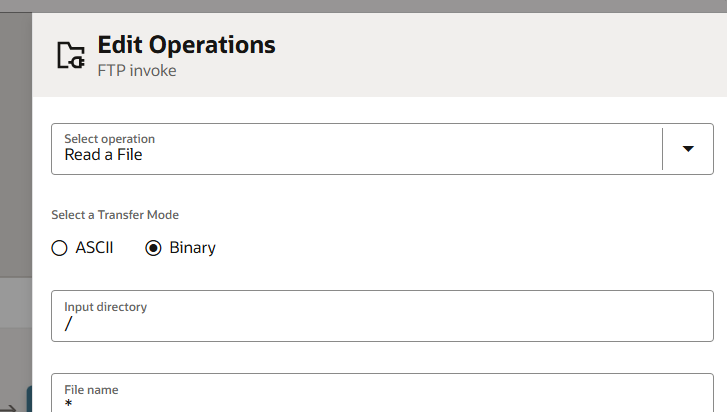 Edit Operations
FTP invoke
Select operation
Read a File
Select a Transfer Mode
ASCII
Binary
Input directory
/
File name
*